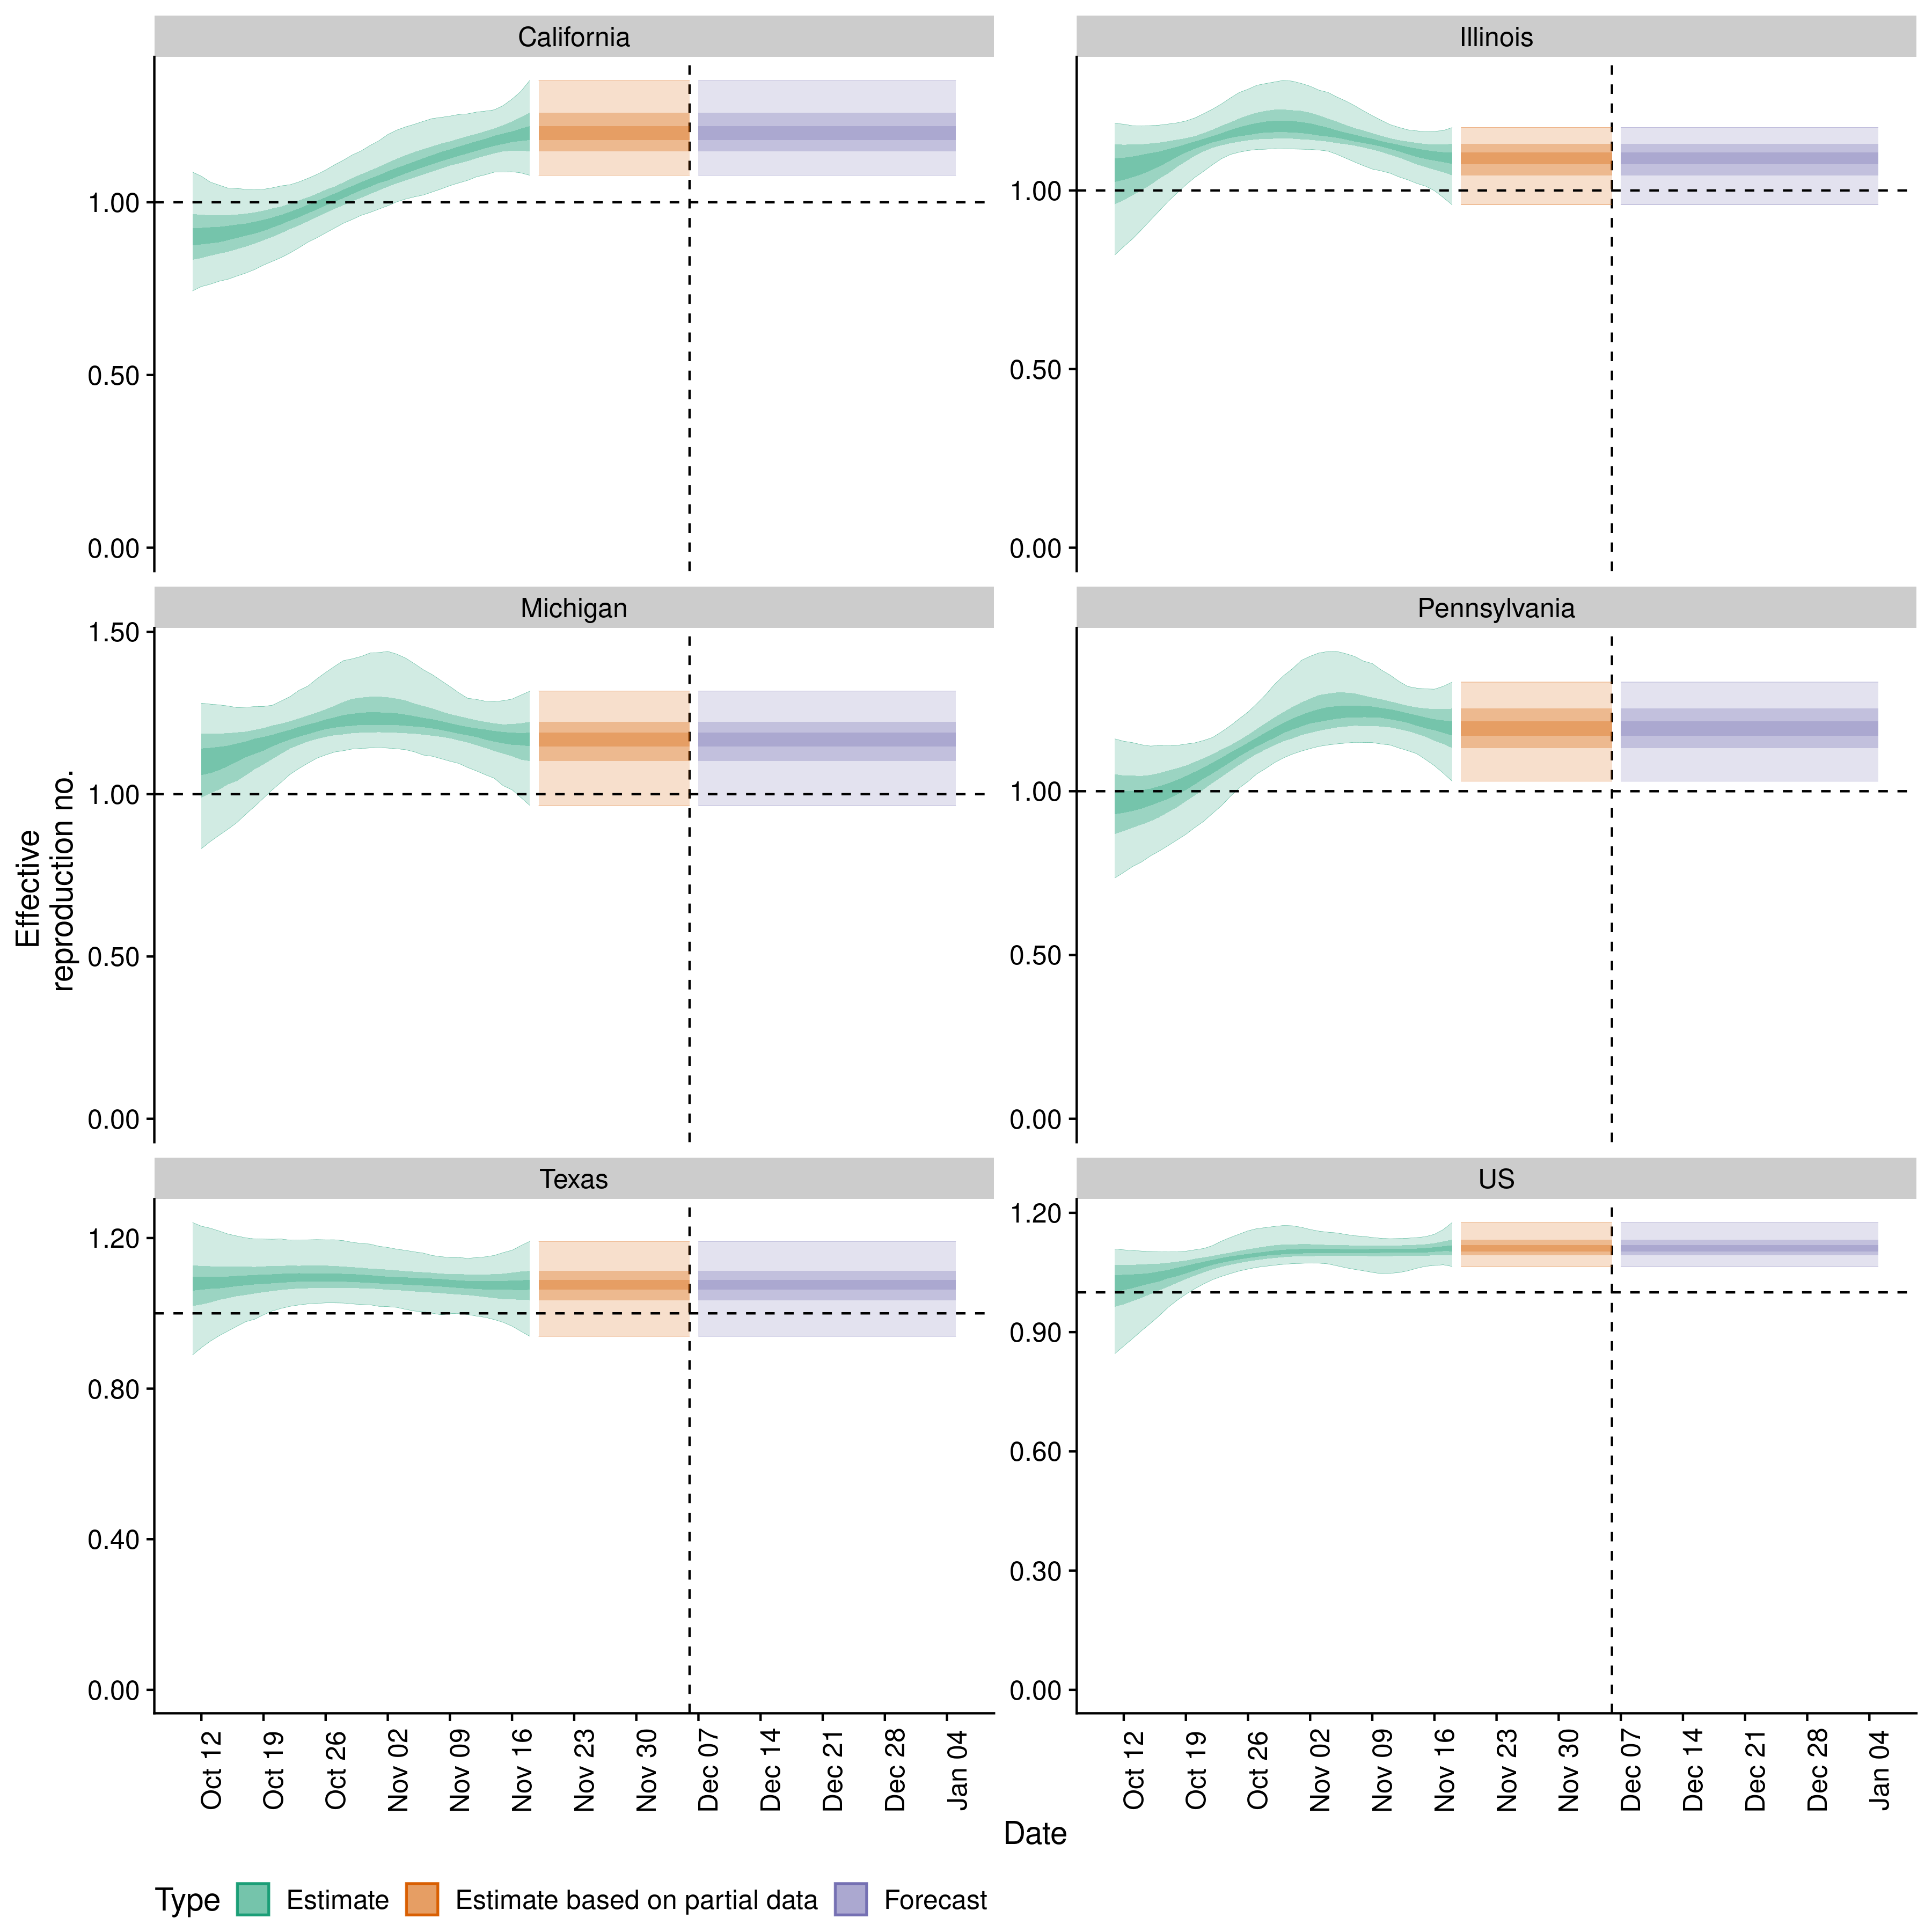 California
Illinois
1.00
0.50
0.00
1.00
0.50
0.00
Michigan
Pennsylvania
1.50
1.00
0.50
0.00
1.00
0.50
0.00
Effective
reproduction no.
Texas
US
1.20
0.80
0.40
0.00
1.20
0.90
0.60
0.30
0.00
Oct 12
Oct 19
Oct 26
Nov 02
Nov 09
Nov 16
Nov 23
Nov 30
Dec 07
Dec 14
Dec 21
Dec 28
Jan 04
Oct 12
Oct 19
Oct 26
Nov 02
Nov 09
Nov 16
Nov 23
Nov 30
Dec 07
Dec 14
Dec 21
Dec 28
Jan 04
Date
Type Estimate Estimate based on partial data Forecast